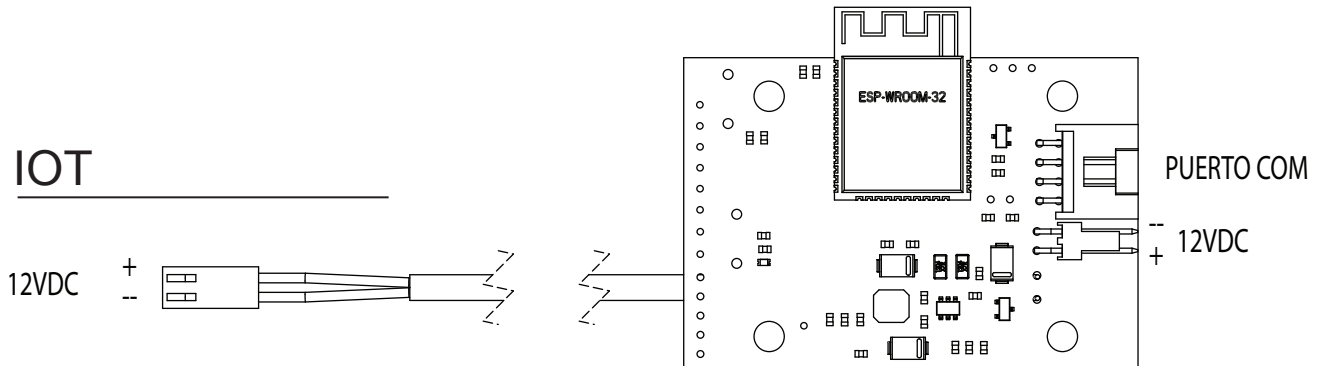 ESP-WROOM-32
IOT
PUERTO COM
12VDC
+
--
--
+
12VDC